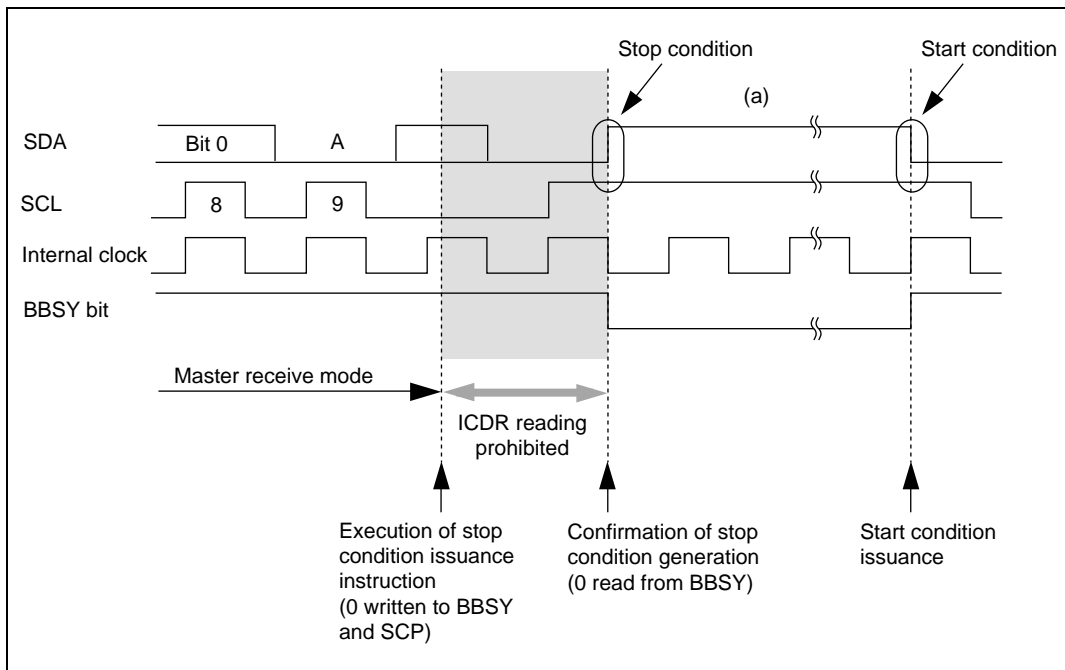 Stop condition
Start condition
(a)
SDA
Bit 0
A
SCL
8
9
Internal clock
BBSY bit
Master receive mode
ICDR reading
prohibited
Execution of stop
condition issuance
instruction
(0 written to BBSY
and SCP)
Confirmation of stop
condition generation
(0 read from BBSY)
Start condition
issuance